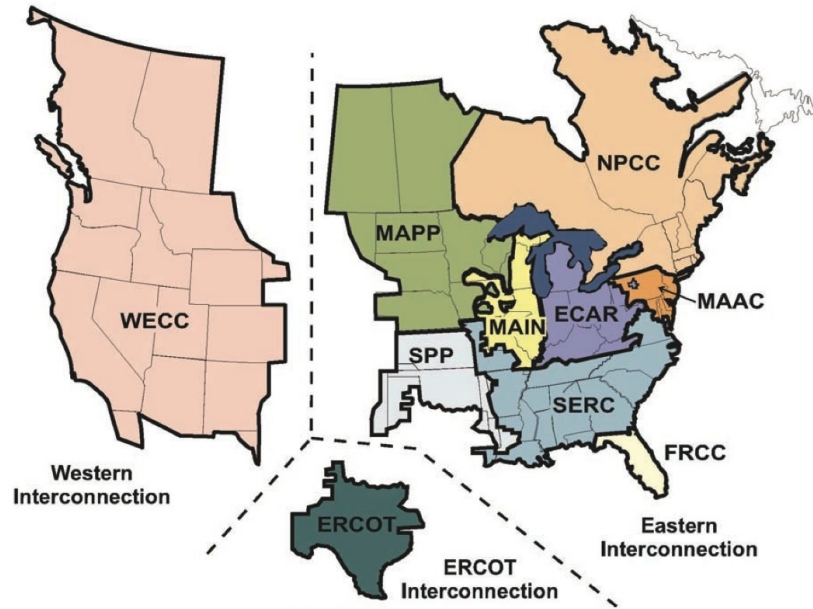 NPCC
MAPP
MAAC
WECC
MAIN
ECAR
SPP
SERC
FRCC
Western
Interconnection
ERCOT
Eastern
Interconnection
ERCOT
Interconnection